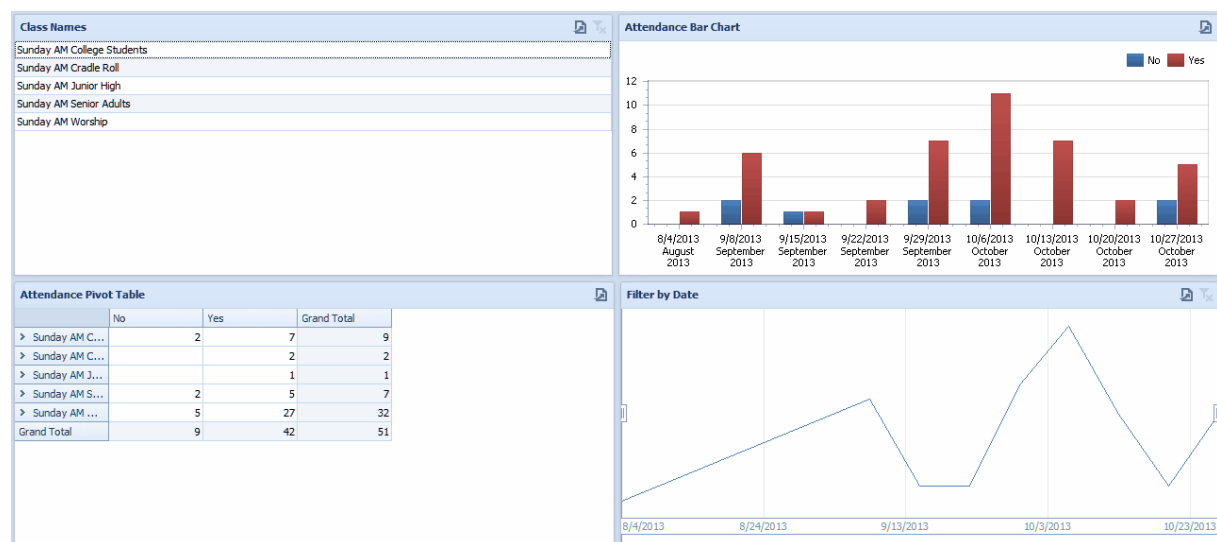 Class Names
Sunday AM College Students
Sunday AM Cradle Roll
Sunday AM Junior High
Sunday AM Senior Adults
Sunday AM Worship
Attendance Bar Chart
No Yes
12
10
8
6
4
2
0
8/4/2013 9/8/2013 9/15/2013 9/22/2013 9/29/2013 10/6/2013 10/13/2013 10/20/2013 10/27/2013
August September September September September October October October October
2013 2013 2013 2013 2013 2013 2013 2013 2013
Attendance Pivot Table
No Yes Grand Total
> Sunday AM C... 2 7 9
> Sunday AM C... 2 2
> Sunday AM J... 1 1
> Sunday AM S... 2 5 7
> Sunday AM ... 5 27 32
Grand Total 9 42 51
Filter by Date
8/4/2013 8/24/2013 9/13/2013 10/3/2013 10/23/2013